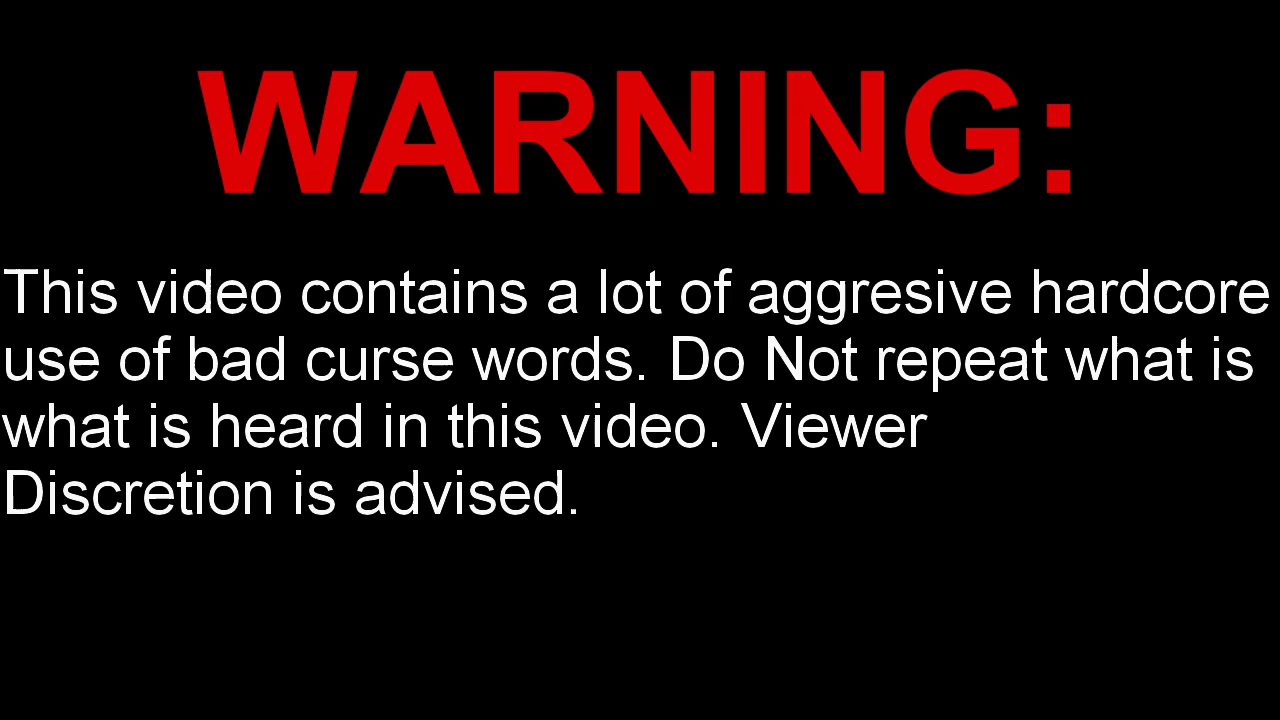 WARNING:
This video contains a lot of aggresive hardcore
use of bad curse words. Do Not repeat what is
what is heard in this video. Viewer
Discretion is advised.